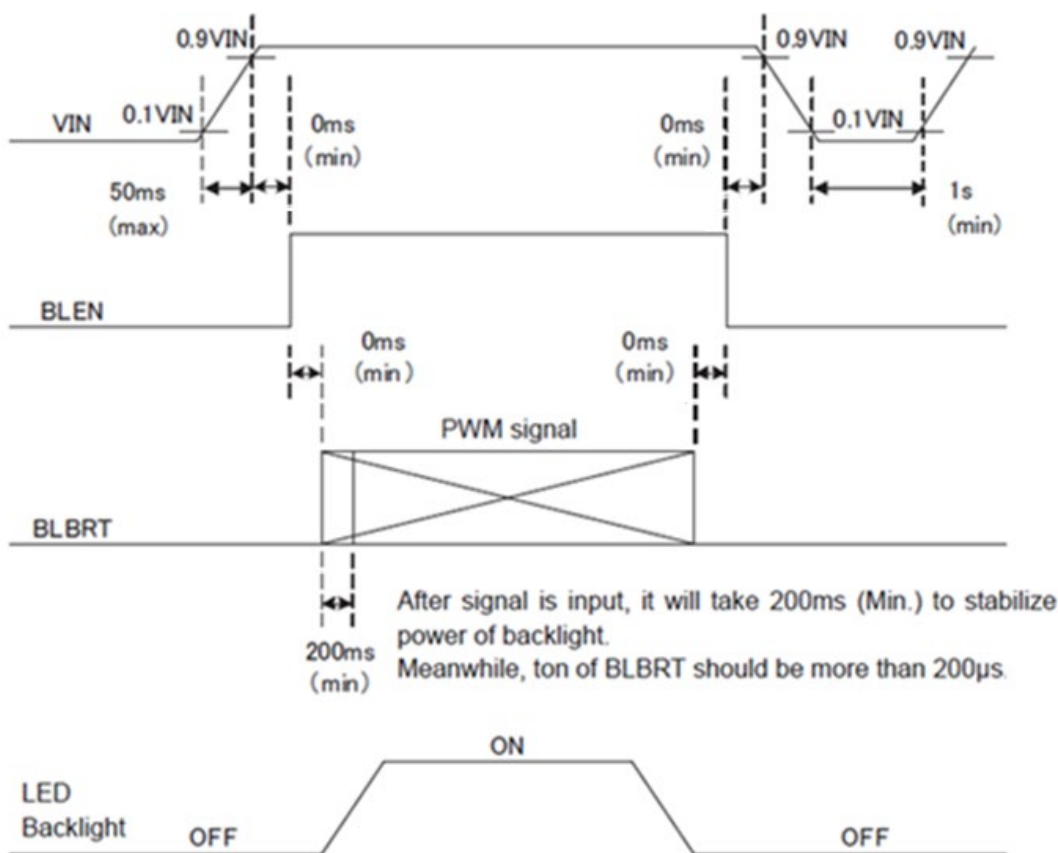 0.9VIN
0.9VIN
0.9VIN
VIN
0.1VIN
0ms
(min)
0ms
(min)
0.1VIN
50ms
(max)
1s
(min)
BLEN
0ms
(min)
0ms
(min)
PWM signal
BLBRT
After signal is input, it will take 200ms (Min.) to stabilize
power of backlight.
200ms
(min)
Meanwhile, ton of BLBRT should be more than 200µs.
ON
LED
Backlight
OFF
OFF